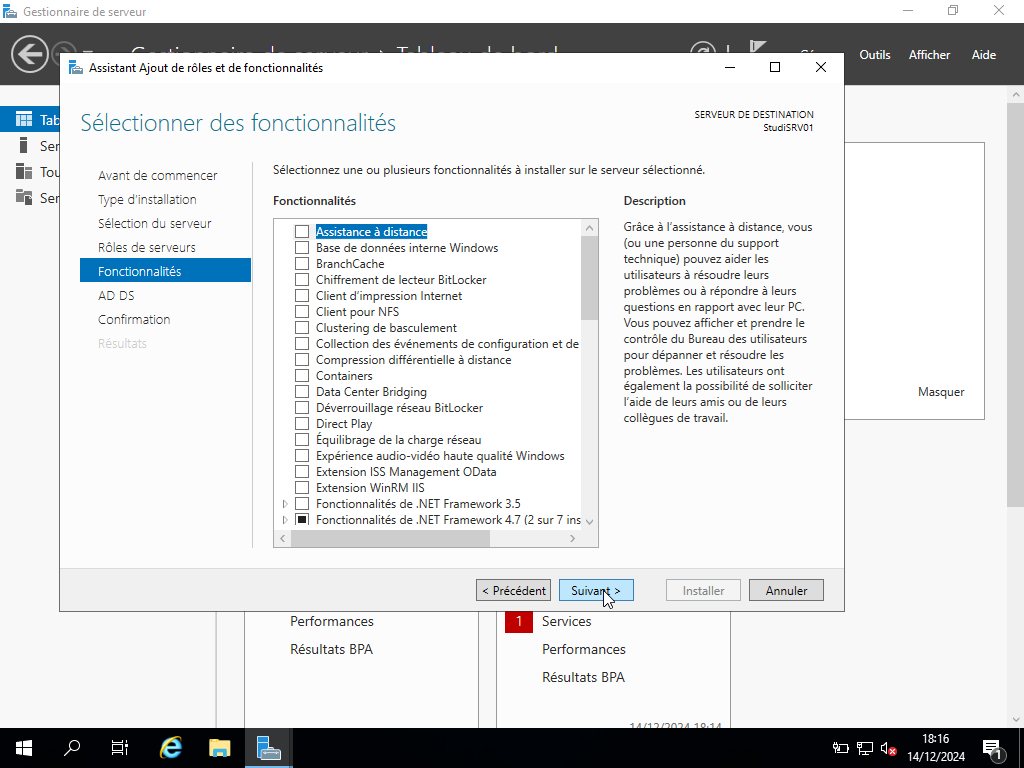 Gestionnaire de serveur
Outils Afficher Aide
Assistant Ajout de rôles et de fonctionnalités
Sélectionner des fonctionnalités
SERVEUR DE DESTINATION
StudiSRV01
Avant de commencer
Type d'installation
Sélection du serveur
Rôles de serveurs
Fonctionnalités
AD DS
Confirmation
Résultats
Sélectionnez une ou plusieurs fonctionnalités à installer sur le serveur sélectionné.
Fonctionnalités
Assistance à distance
Base de données interne Windows
BranchCache
Chiffrement de lecteur BitLocker
Client d'impression Internet
Client pour NFS
Clustering de basculement
Collection des événements de configuration et de
Compression différentielle à distance
Containers
Data Center Bridging
Déverrouillage réseau BitLocker
Direct Play
Équilibrage de la charge réseau
Expérience audio-vidéo haute qualité Windows
Extension ISS Management OData
Extension WinRM IIS
Fonctionnalités de .NET Framework 3.5
Fonctionnalités de .NET Framework 4.7 (2 sur 7 ins
Description
Grâce à l'assistance à distance, vous
(ou une personne du support
technique) pouvez aider les
utilisateurs à résoudre leurs
problèmes ou à répondre à leurs
questions en rapport avec leur PC.
Vous pouvez afficher et prendre le
contrôle du Bureau des utilisateurs
pour dépanner et résoudre les
problèmes. Les utilisateurs ont
également la possibilité de solliciter
l'aide de leurs amis ou de leurs
collègues de travail.
Masquer
< Précédent
Suivant >
Installer
Annuler
Performances
Résultats BPA
1 Services
Performances
Résultats BPA
14/12/2024 18:14
18:16
14/12/2024
1